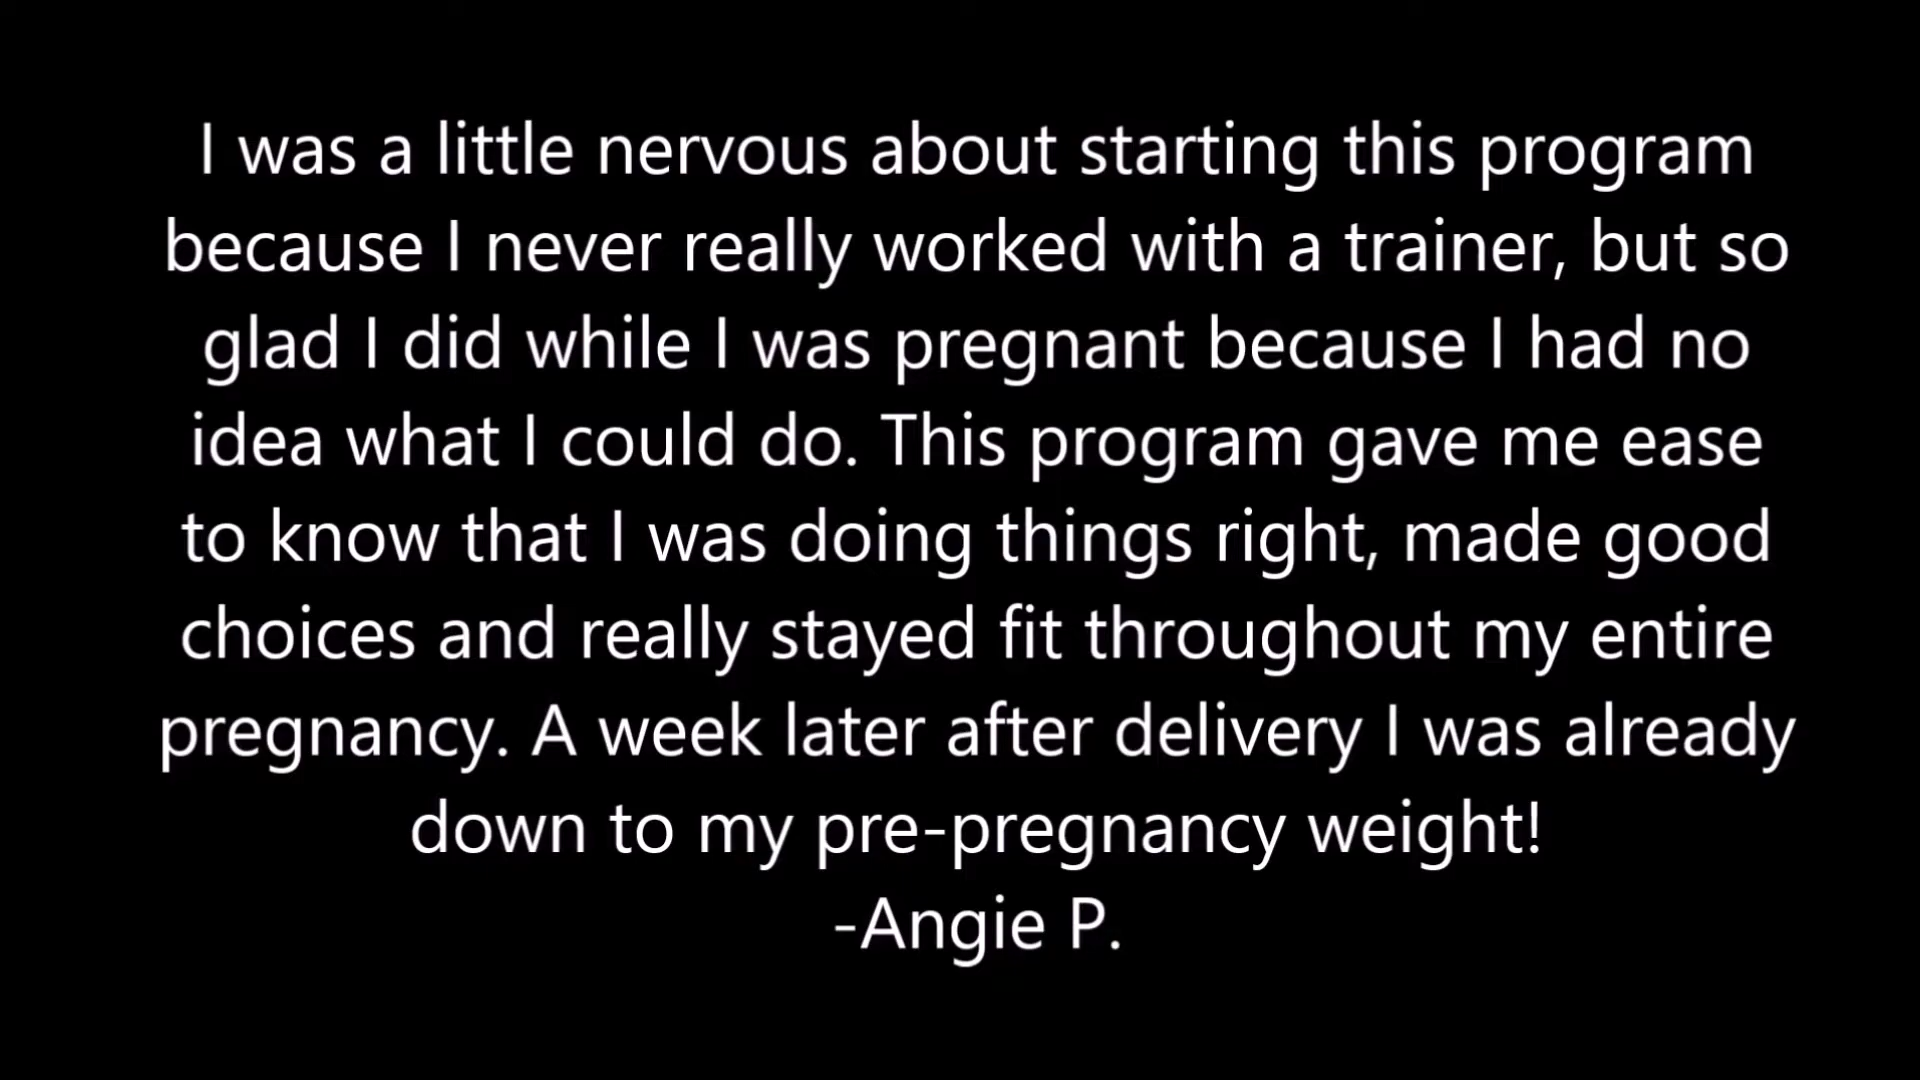 I was a little nervous about starting this program
because I never really worked with a trainer, but so
glad I did while I was pregnant because I had no
idea what I could do. This program gave me ease
to know that I was doing things right, made good
choices and really stayed fit throughout my entire
pregnancy. A week later after delivery I was already
down to my pre-pregnancy weight!
-Angie P.